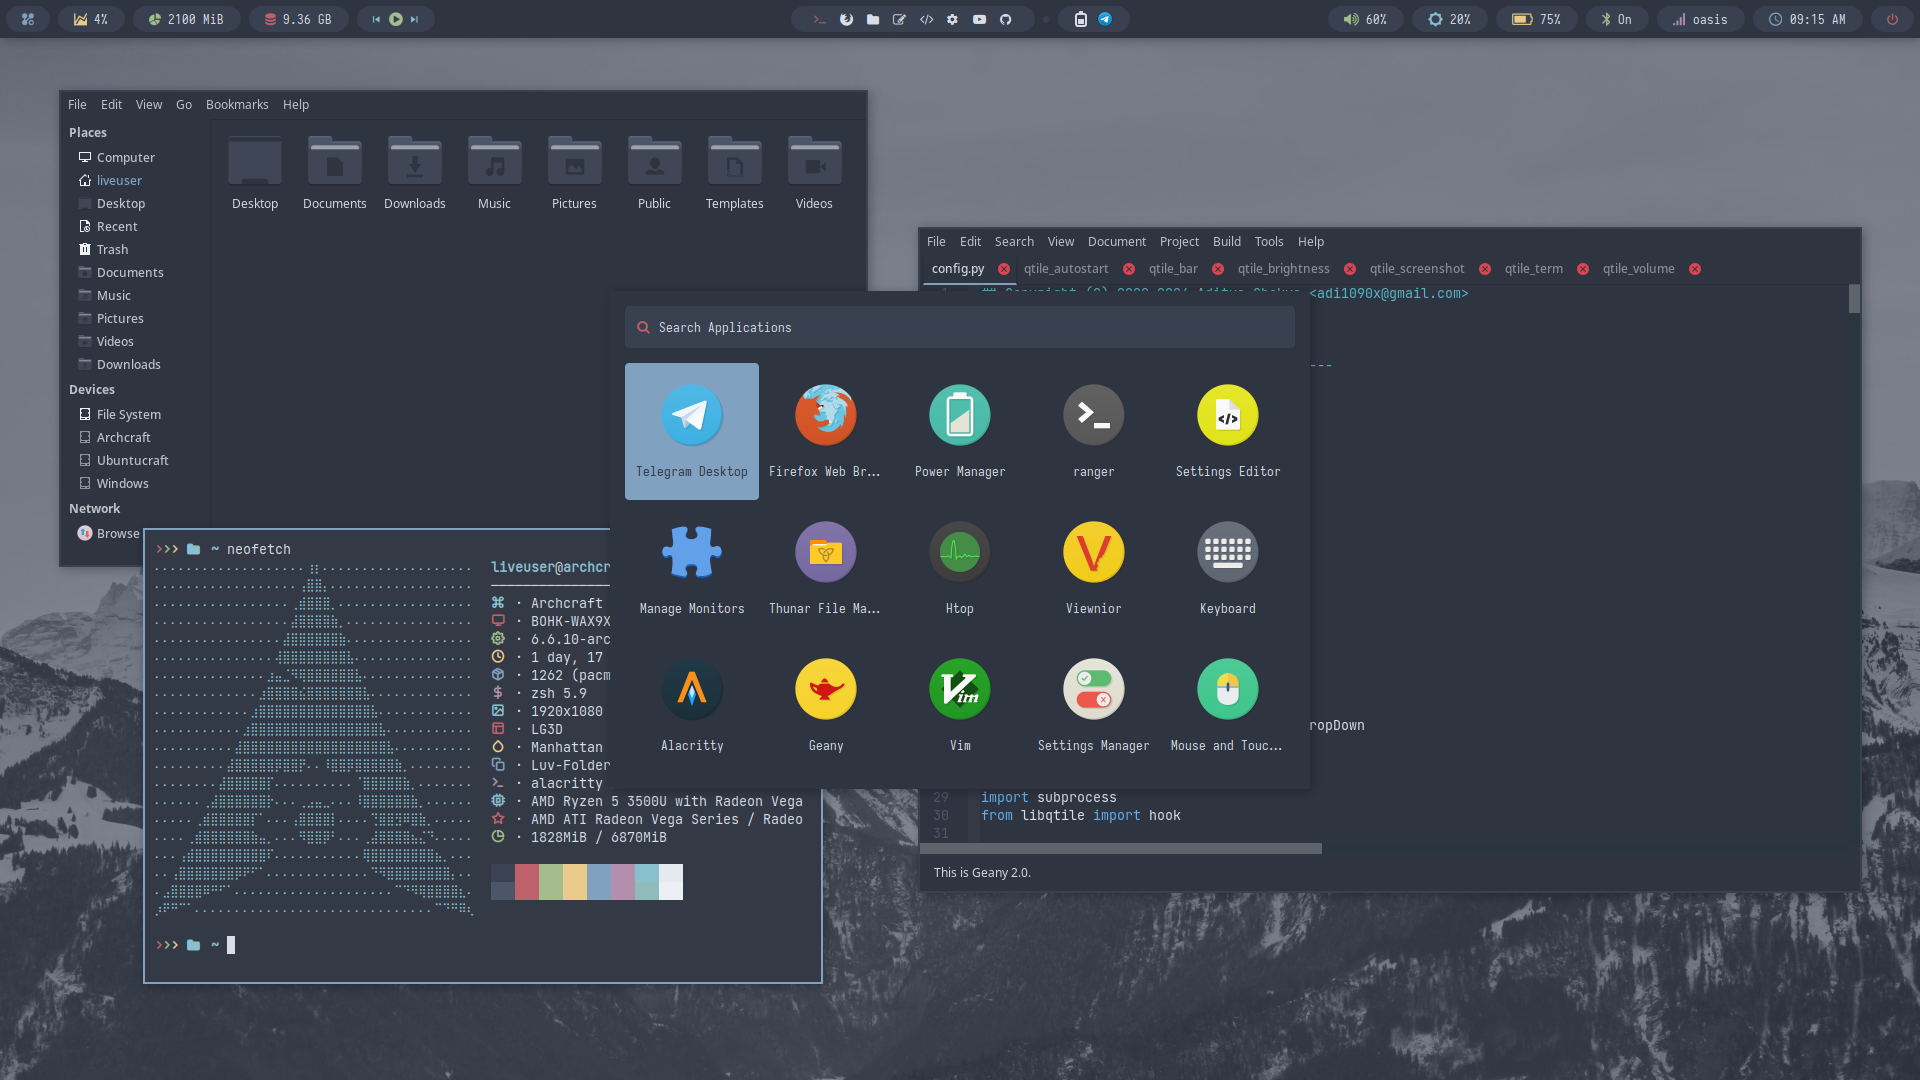 4%
2100 MiB
9.36 GB
60%
20%
75%
On
oasis
09:15 AM
File Edit View Go Bookmarks Help
Places
Computer
liveuser
Desktop
Recent
Trash
Documents
Music
Pictures
Videos
Downloads
Devices
File System
Archcraft
Ubuntucraft
Windows
Network
Browse
Desktop Documents Downloads Music Pictures Public Templates Videos
File Edit Search View Document Project Build Tools Help
config.py qtile_autostart qtile_bar qtile_brightness qtile_screenshot qtile_term qtile_volume
<adi1090x@gmail.com>
---
ropDown
29 import subprocess
30 from libqtile import hook
31
This is Geany 2.0.
Search Applications
Telegram Desktop
Firefox Web Br...
Power Manager
ranger
Settings Editor
Manage Monitors
Thunar File Ma...
Htop
Viewnior
Keyboard
Alacritty
Geany
Vim
Settings Manager
Mouse and Touc...
>>> ~ neofetch
liveuser@archcr
· Archcraft
· BOHK-WAX9X
· 6.6.10-arc
· 1 day, 17
· 1262 (pacm
· zsh 5.9
· 1920x1080
· LG3D
· Manhattan
· Luv-Folder
· alacritty
· AMD Ryzen 5 3500U with Radeon Vega
· AMD ATI Radeon Vega Series / Radeo
· 1828MiB / 6870MiB
>>> ~